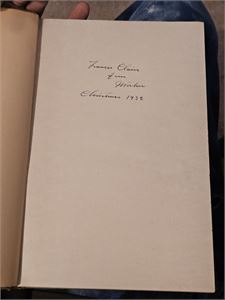 Frances Claire
from
Mother
Christmas 1932